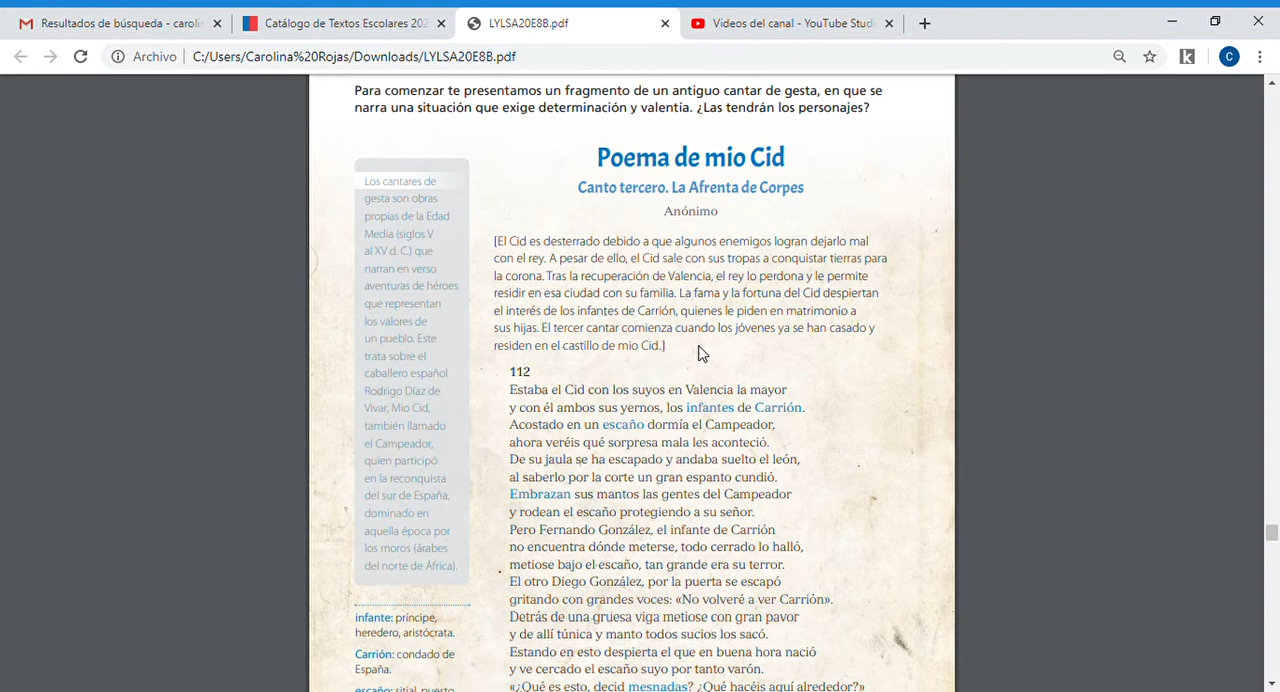 Resultados de búsqueda - carolin
Catálogo de Textos Escolares 202
LYLSA20E8B.pdf
Videos del canal - YouTube Stud
Archivo
C:/Users/Carolina%20Rojas/Downloads/LYLSA20E8B.pdf
C
Para comenzar te presentamos un fragmento de un antiguo cantar de gesta, en que se
narra una situación que exige determinación y valentía. ¿Las tendrán los personajes?
Poema de mio Cid
Canto tercero. La Afrenta de Corpes
Anónimo
Los cantares de
gesta son obras
propias de la Edad
Media (siglos V
al XV d. C.) que
narran en verso
aventuras de héroes
que representan
los valores de
un pueblo. Este
trata sobre el
caballero español
Rodrigo Díaz de
Vivar, Mio Cid,
también llamado
el Campeador,
quien participó
en la reconquista
del sur de España,
dominado en
aquella época por
los moros (árabes
del norte de África).
infante: príncipe,
heredero, aristócrata.
Carrión: condado de
España.
escaño: sitial, puesto
[El Cid es desterrado debido a que algunos enemigos logran dejarlo mal
con el rey. A pesar de ello, el Cid sale con sus tropas a conquistar tierras para
la corona. Tras la recuperación de Valencia, el rey lo perdona y le permite
residir en esa ciudad con su familia. La fama y la fortuna del Cid despiertan
el interés de los infantes de Carrión, quienes le piden en matrimonio a
sus hijas. El tercer cantar comienza cuando los jóvenes ya se han casado y
residen en el castillo de mio Cid.]
112
Estaba el Cid con los suyos en Valencia la mayor
y con él ambos sus yernos, los infantes de Carrión.
Acostado en un escaño dormía el Campeador,
ahora veréis qué sorpresa mala les aconteció.
De su jaula se ha escapado y andaba suelto el león,
al saberlo por la corte un gran espanto cundió.
Embrazan sus mantos las gentes del Campeador
y rodean el escaño protegiendo a su señor.
Pero Fernando González, el infante de Carrión
no encuentra dónde meterse, todo cerrado lo halló,
metiose bajo el escaño, tan grande era su terror.
El otro Diego González, por la puerta se escapó
gritando con grandes voces: «No volveré a ver Carrión».
Detrás de una gruesa viga metiose con gran pavor
y de allí túnica y manto todos sucios los sacó.
Estando en esto despierta el que en buena hora nació
y ve cercado el escaño suyo por tanto varón.
«¿Qué es esto, decid mesnadas? ¿Qué hacéis aquí alrededor?»